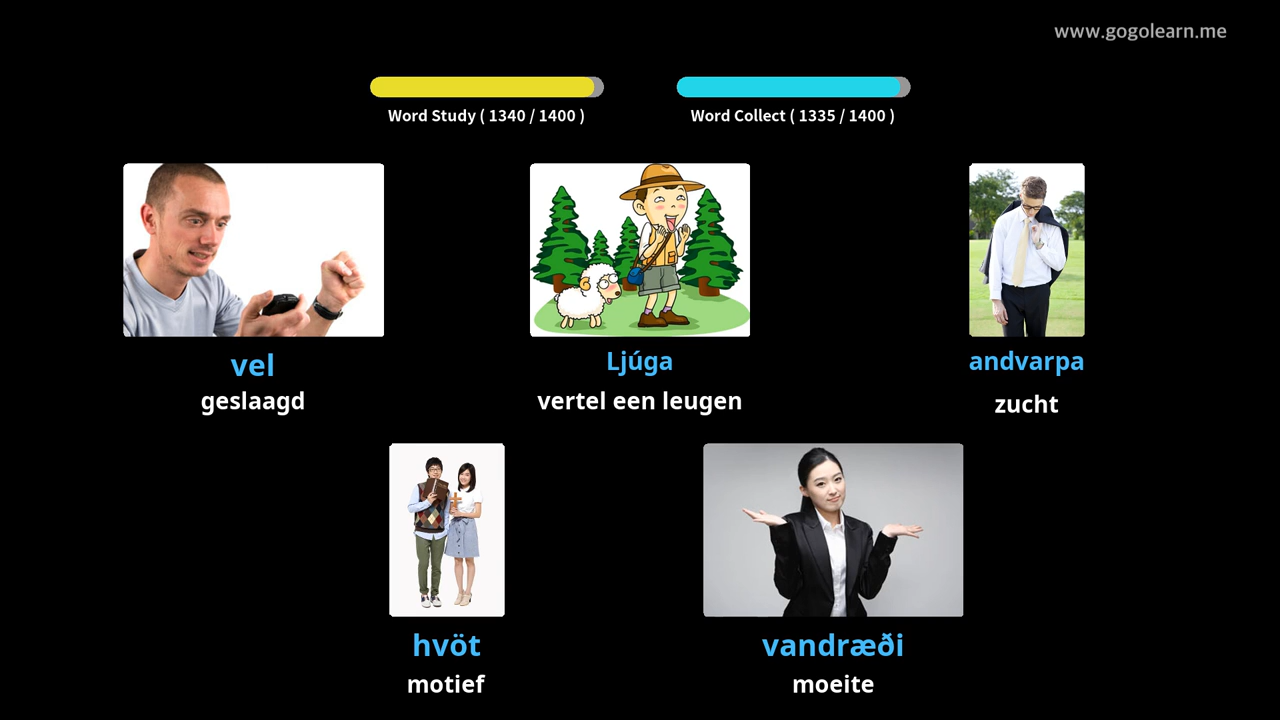 www.gogolearn.me
Word Study ( 1340 / 1400 )
Word Collect ( 1335 / 1400 )
vel
geslaagd
Ljúga
vertel een leugen
andvarpa
zucht
hvöt
motief
vandræði
moeite